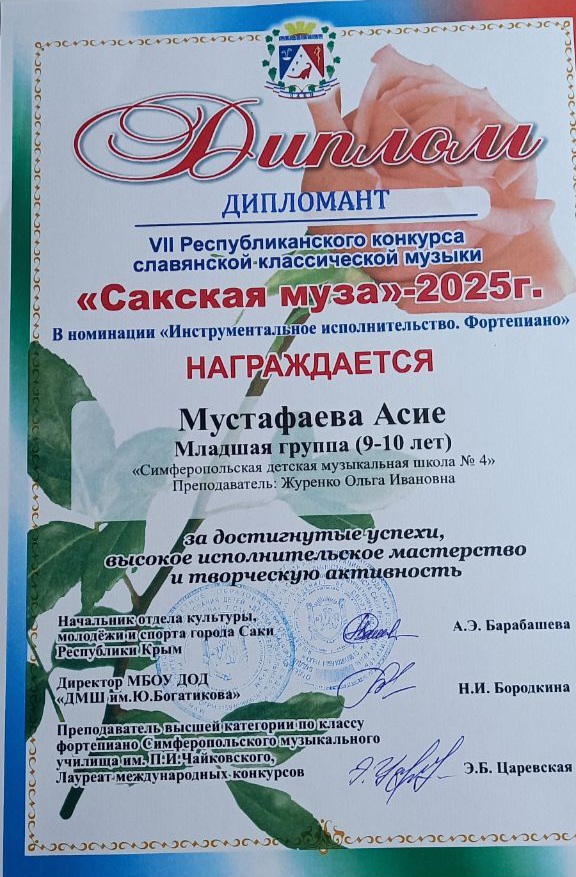 Диплом
ДИПЛОМАНТ
VII Республиканского конкурса
славянской классической музыки
«Сакская муза»-2025г.
В номинации «Инструментальное исполнительство. Фортепиано»
НАГРАЖДАЕТСЯ
Мустафаева Асие
Младшая группа (9-10 лет)
«Симферопольская детская музыкальная школа № 4»
Преподаватель: Журенко Ольга Ивановна
за достигнутые успехи,
высокое исполнительское мастерство
и творческую активность
Начальник отдела культуры,
молодёжи и спорта города Саки
Республики Крым
А.Э. Барабашева
Директор МБОУ ДОД
«ДМШ им.Ю.Богатикова»
Н.И. Бородкина
Преподаватель высшей категории по классу
фортепиано Симферопольского музыкального
училища им. П.И.Чайковского,
Лауреат международных конкурсов
Э.Б. Царевская